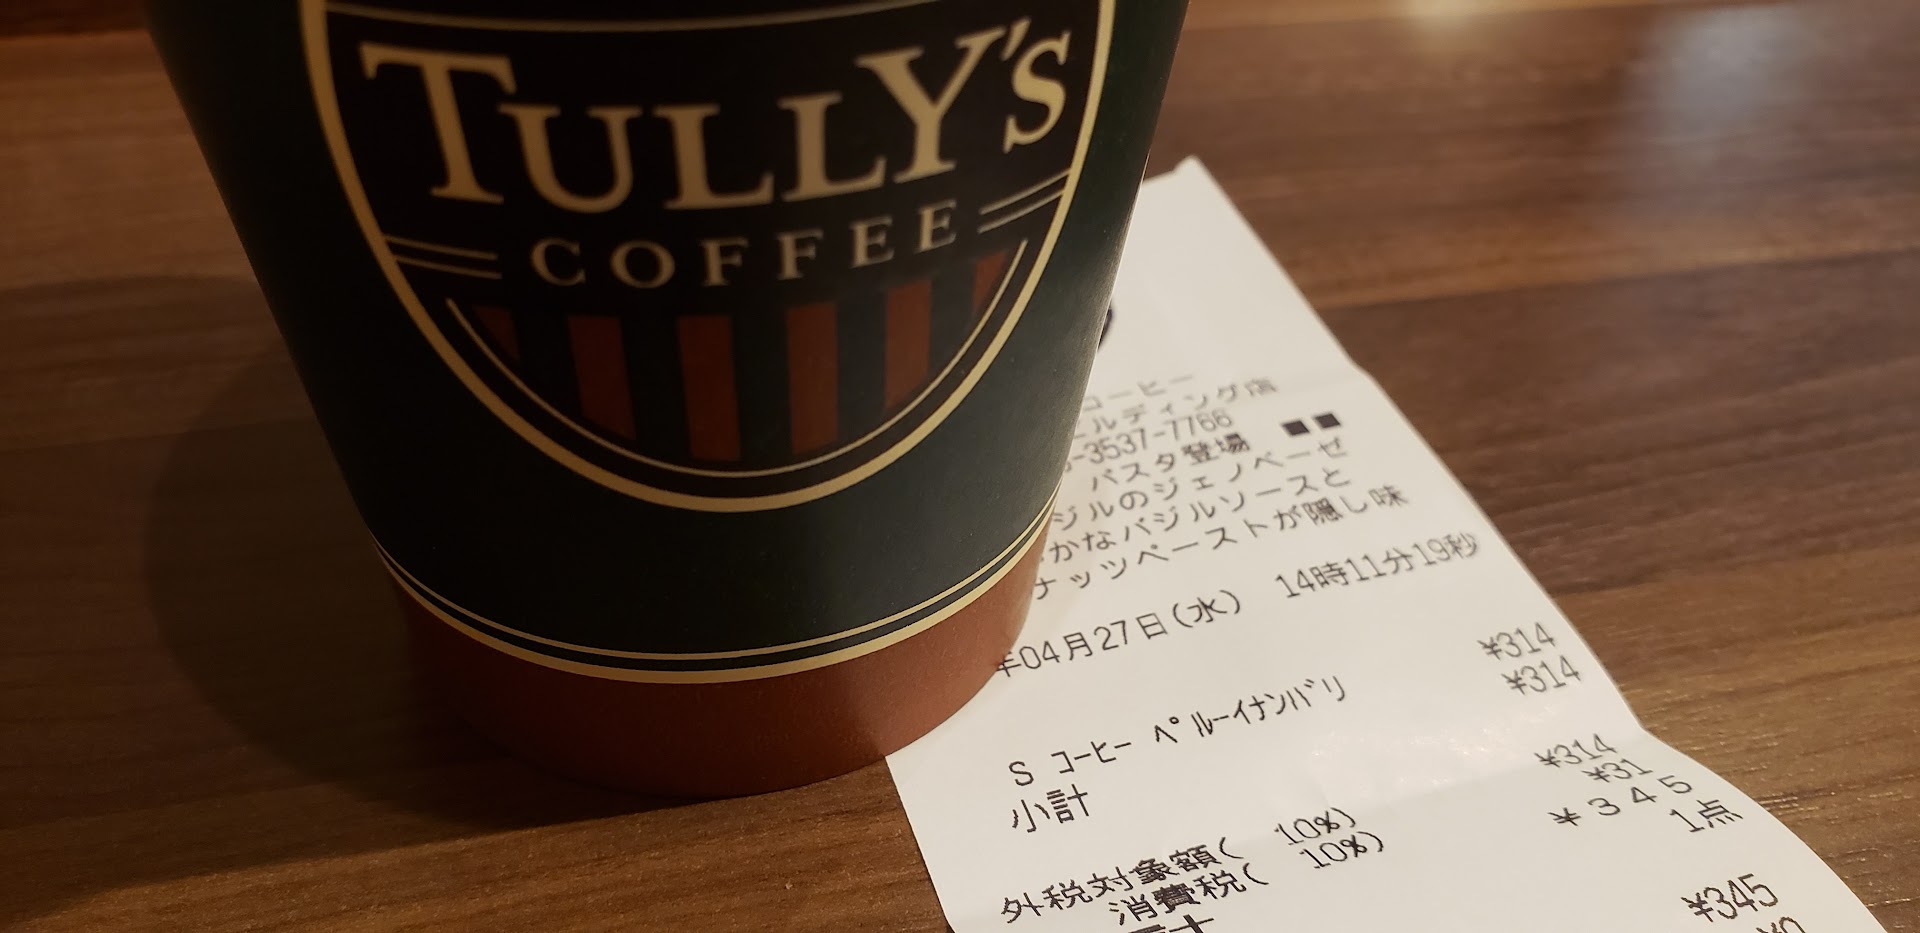 TULLY'S
COFFEE
コーヒー
ルディング店
-3537-7766
パスタ登場 ■■
ジルのジェノベーゼ
かなバジルソースと
ナッツペーストが隠し味
年04月27日(水) 14時11分19秒
¥314
S コーヒー ペルーイナンバリ ¥314
小計
¥314
外税対象額( 10%) ¥31
消費税( 10%) ¥345
1点
¥345
¥0